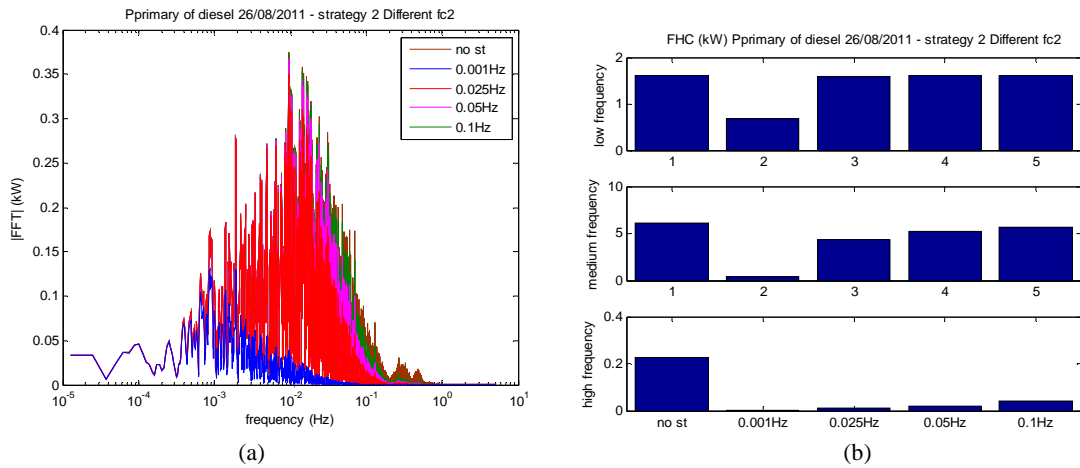 Pprimary of diesel 26/08/2011 - strategy 2 Different fc2
0.4
0.35
0.3
0.25
0.2
0.15
0.1
0.05
0
|FFT| (kW)
no st
0.001Hz
0.025Hz
0.05Hz
0.1Hz
10-5 10-4 10-3 10-2 10-1 100 101
frequency (Hz)
(a)
FHC (kW) Pprimary of diesel 26/08/2011 - strategy 2 Different fc2
low frequency
2
1
0
1 2 3 4 5
medium frequency
10
5
0
1 2 3 4 5
high frequency
0.4
0.2
0
no st 0.001Hz 0.025Hz 0.05Hz 0.1Hz
(b)